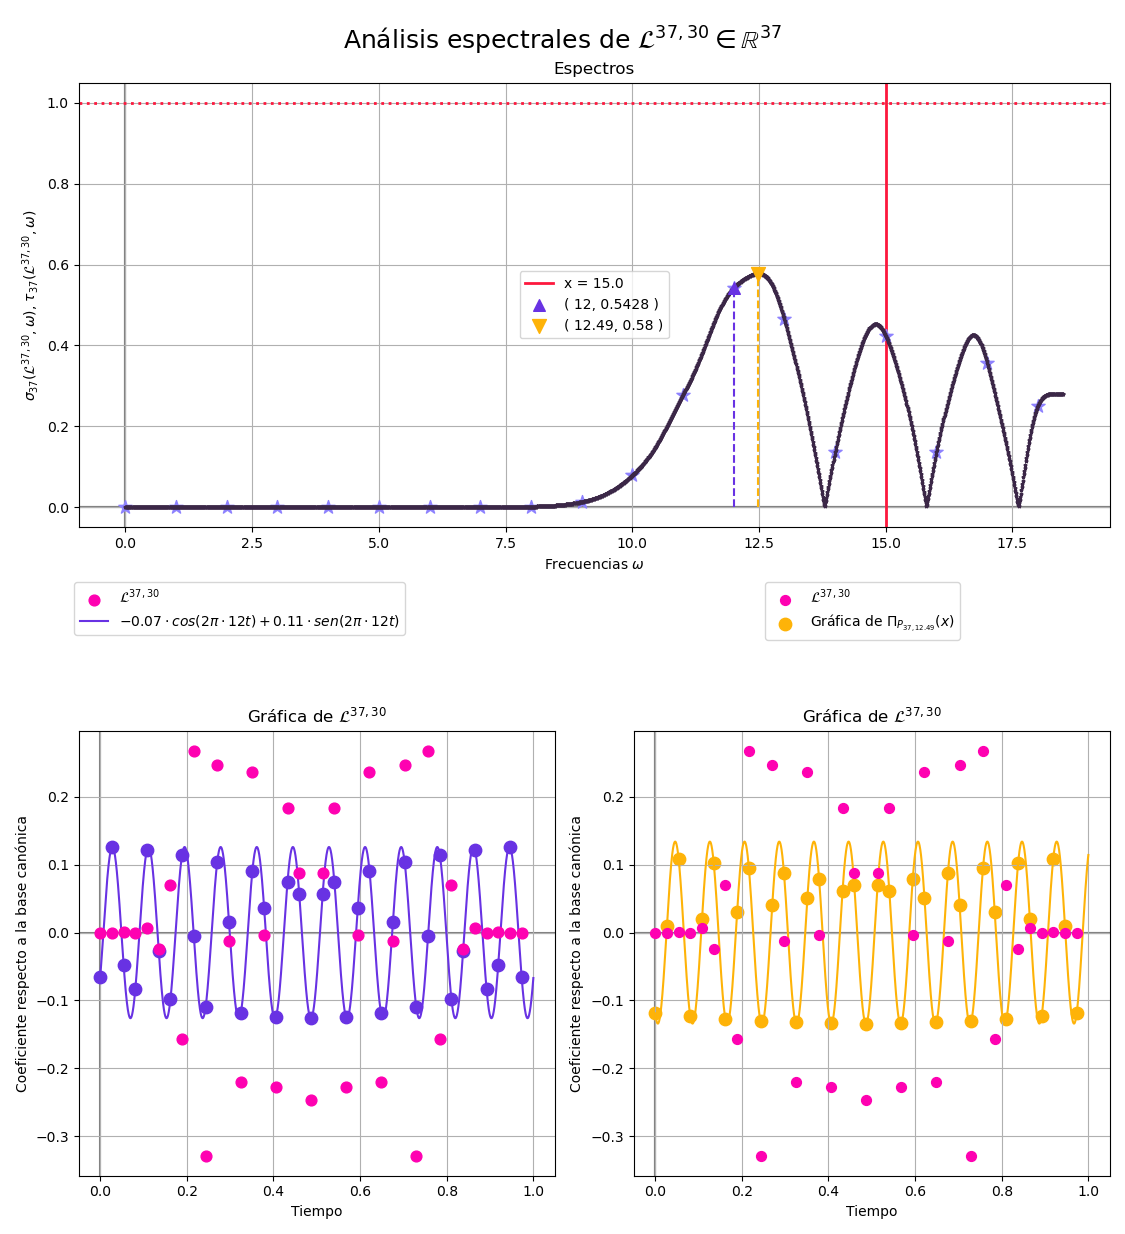 Análisis espectrales de 𝓛^{37,30} ∈ ℝ^{37}
Espectros
1.0
0.8
0.6
0.4
0.2
0.0
σ_{37}(𝓛^{37,30}, ω), τ_{37}(𝓛^{37,30}, ω)
x = 15.0
( 12, 0.5428 )
( 12.49, 0.58 )
0.0 2.5 5.0 7.5 10.0 12.5 15.0 17.5
Frecuencias ω
𝓛^{37,30}
−0.07 · cos(2π · 12t) + 0.11 · sen(2π · 12t)
𝓛^{37,30}
Gráfica de Π_{P_{37,12.49}}(x)
Gráfica de 𝓛^{37,30}
0.2
0.1
0.0
−0.1
−0.2
−0.3
Coeficiente respecto a la base canónica
0.0 0.2 0.4 0.6 0.8 1.0
Tiempo
Gráfica de 𝓛^{37,30}
0.2
0.1
0.0
−0.1
−0.2
−0.3
Coeficiente respecto a la base canónica
0.0 0.2 0.4 0.6 0.8 1.0
Tiempo